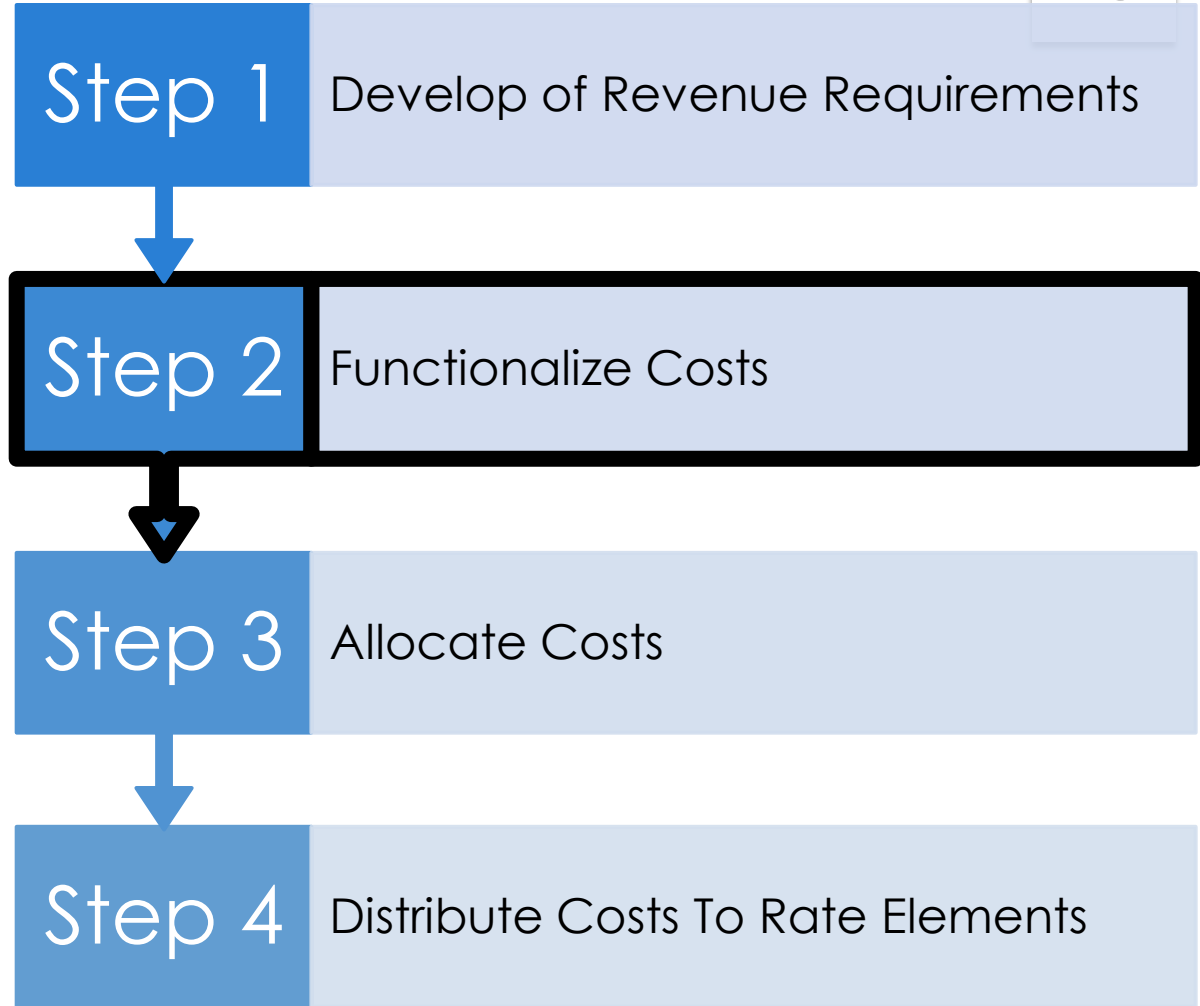 Step 1
Develop of Revenue Requirements
Step 2
Functionalize Costs
Step 3
Allocate Costs
Step 4
Distribute Costs To Rate Elements